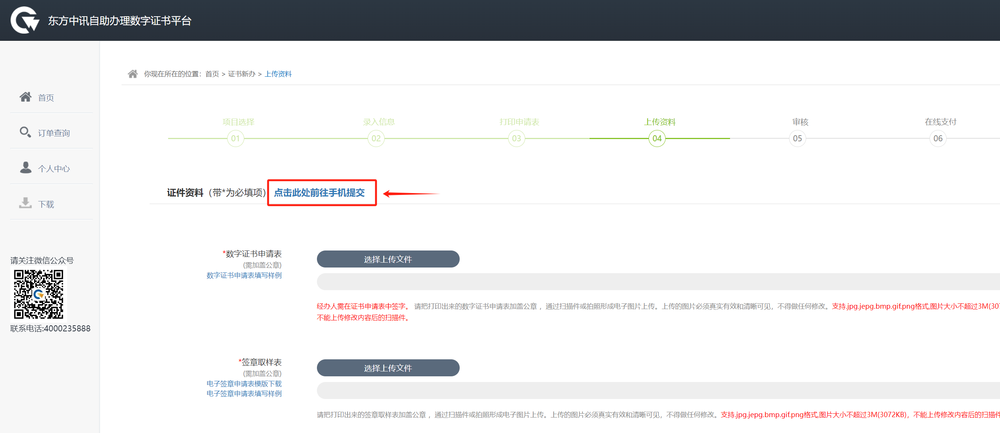 东方中讯自助办理数字证书平台
你现在所在的位置：首页 > 证书新办 > 上传资料
首页
订单查询
个人中心
下载
请关注微信公众号
联系电话:4000235888
项目选择
01
录入信息
02
打印申请表
03
上传资料
04
审核
05
在线支付
06
证件资料（带*为必填项）点击此处前往手机提交
*数字证书申请表
(需加盖公章)
数字证书申请表填写样例
选择上传文件
经办人需在证书申请表中签字。 请把打印出来的数字证书申请表加盖公章 ，通过扫描件或拍照形成电子图片上传。上传的图片必须真实有效和清晰可见，不得做任何修改。支持.jpg.jepg.bmp.gif.png格式,图片大小不超过3M(30
不能上传修改内容后的扫描件。
*签章取样表
(需加盖公章)
电子签章申请表模版下载
电子签章申请表填写样例
选择上传文件
请把打印出来的签章取样表加盖公章 ，通过扫描件或拍照形成电子图片上传。上传的图片必须真实有效和清晰可见，不得做任何修改。支持.jpg.jepg.bmp.gif.png格式,图片大小不超过3M(3072KB)，不能上传修改内容后的扫描件